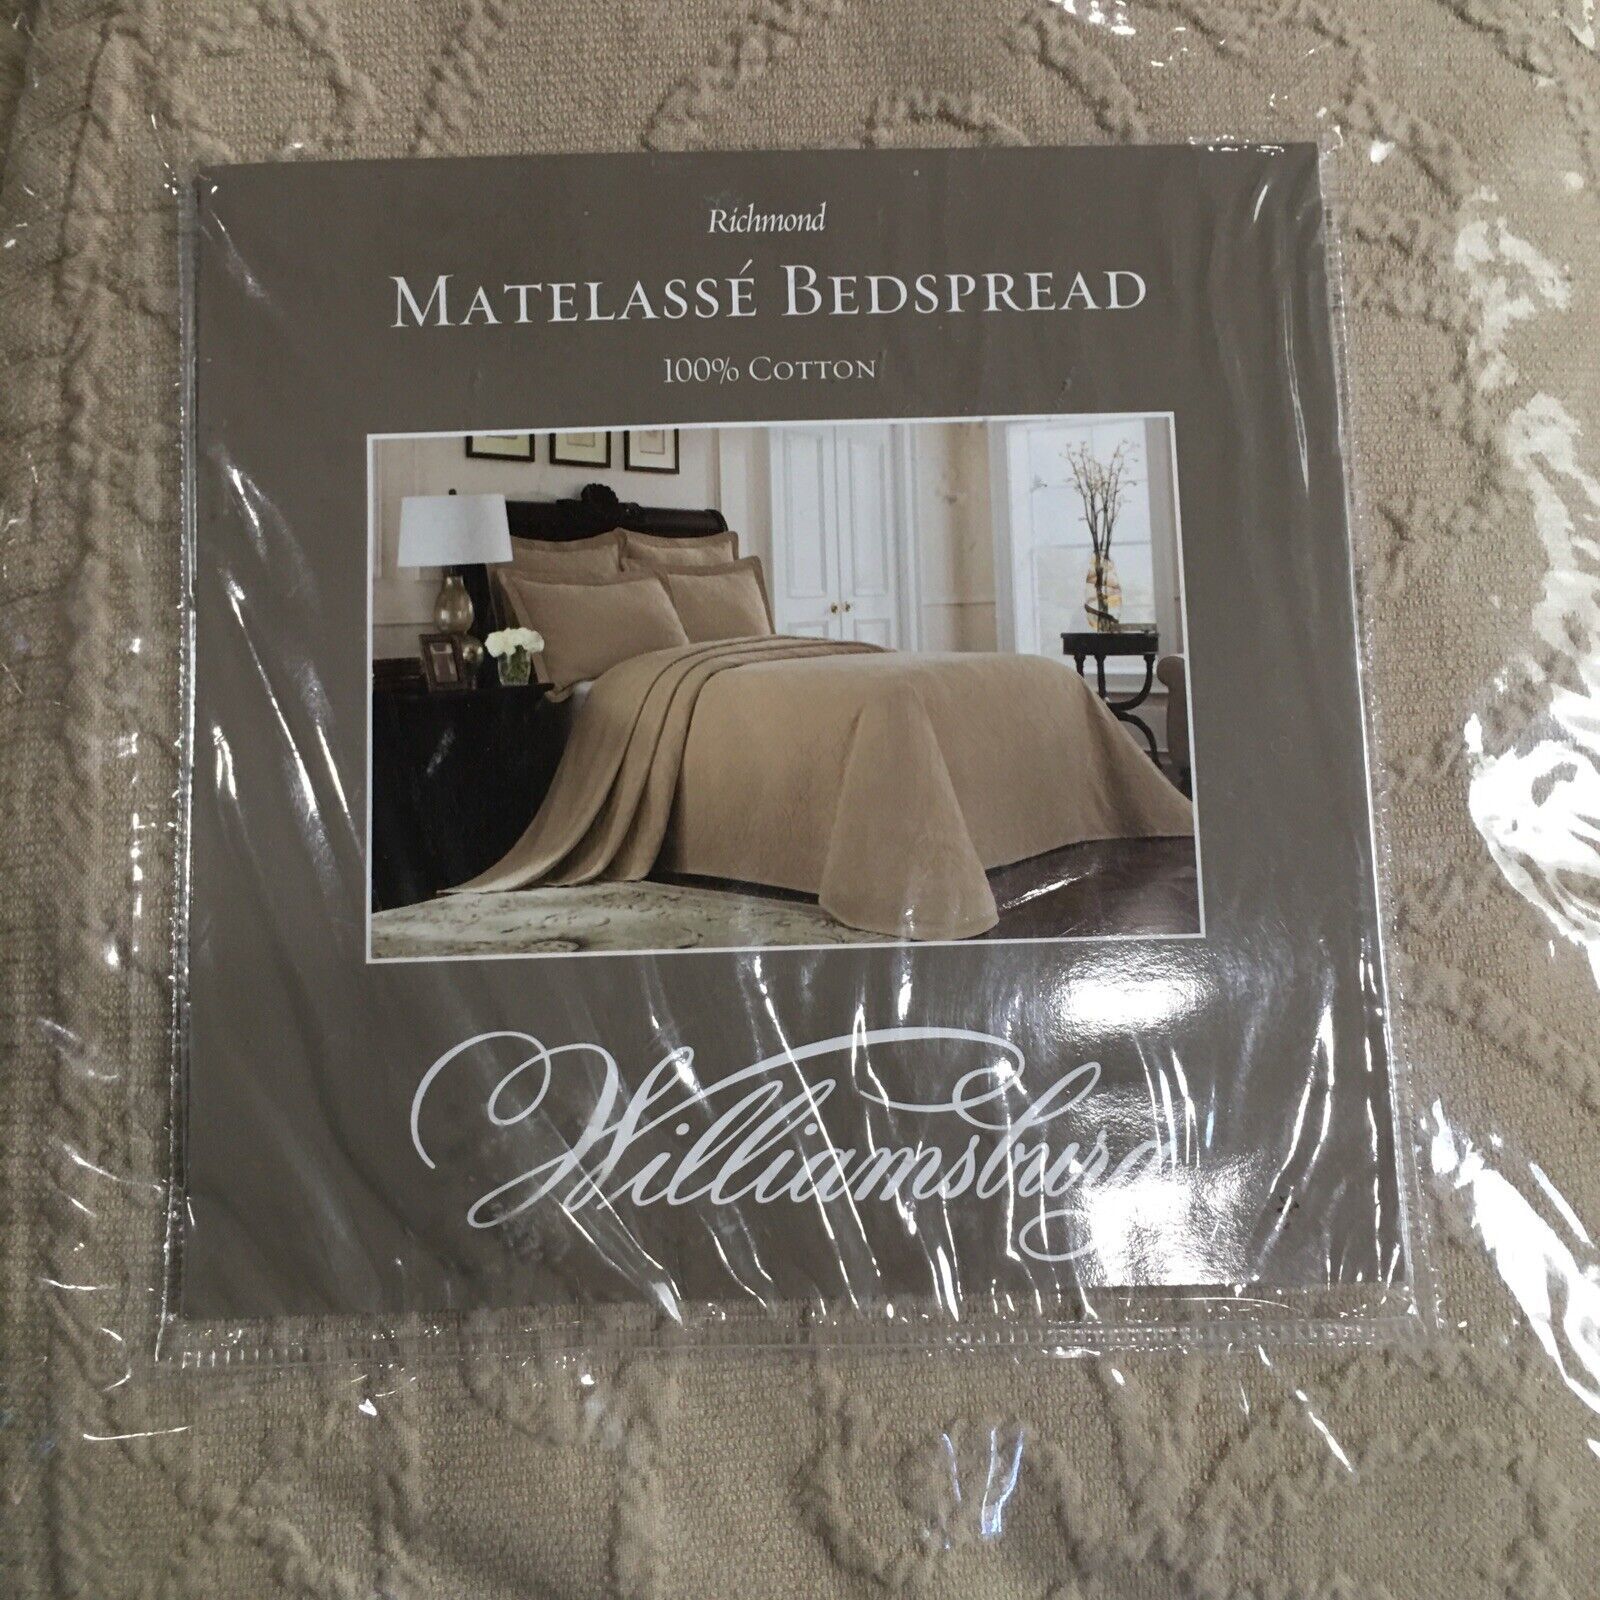 Richmond
MATELASSÉ BEDSPREAD
100% COTTON
Williamsburg